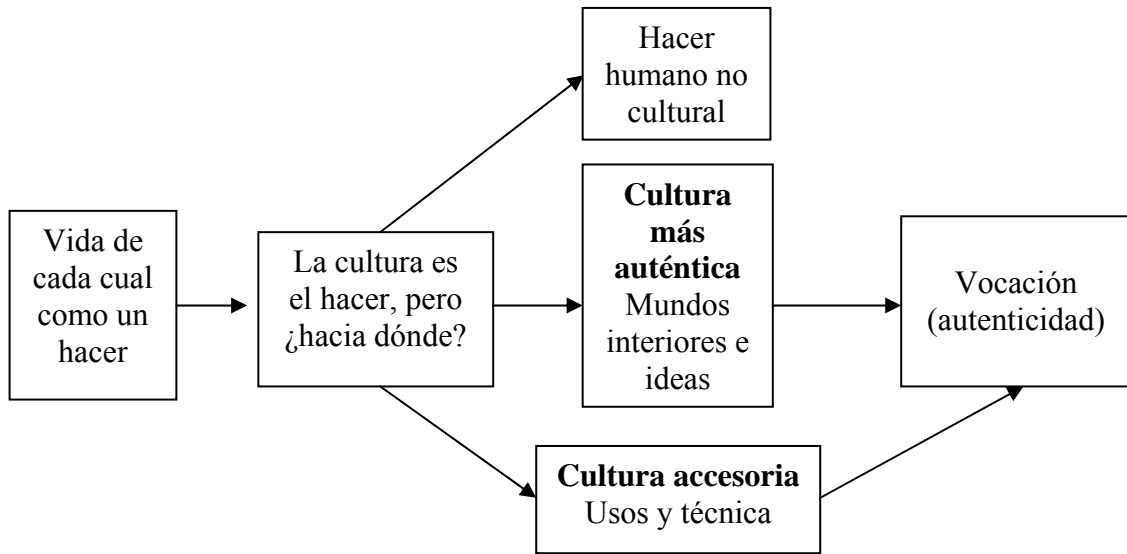 Vida de
cada cual
como un
hacer
La cultura es
el hacer, pero
¿hacia dónde?
Hacer
humano no
cultural
Cultura
más
auténtica
Mundos
interiores e
ideas
Cultura accesoria
Usos y técnica
Vocación
(autenticidad)